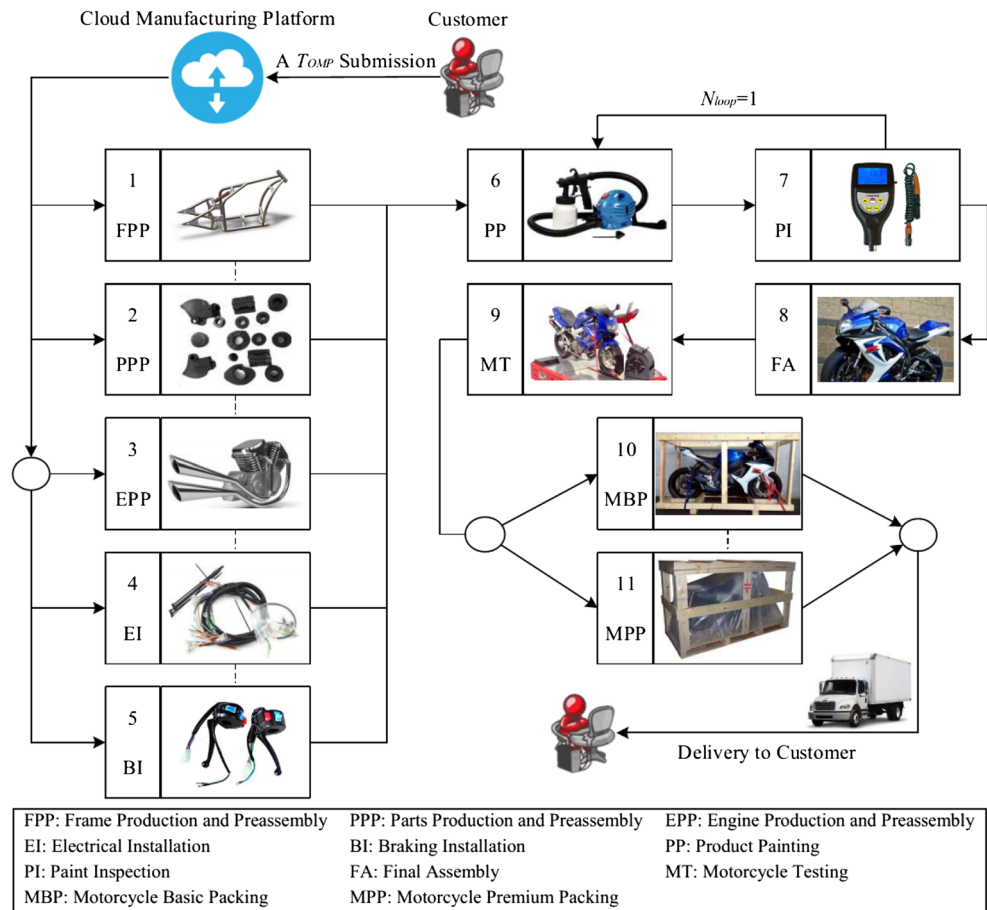 Cloud Manufacturing Platform
Customer
A TOMP Submission
Nloop=1
1
FPP
6
PP
7
PI
2
PPP
9
MT
8
FA
3
EPP
10
MBP
4
EI
11
MPP
5
BI
Delivery to Customer
FPP: Frame Production and Preassembly PPP: Parts Production and Preassembly EPP: Engine Production and Preassembly
EI: Electrical Installation BI: Braking Installation PP: Product Painting
PI: Paint Inspection FA: Final Assembly MT: Motorcycle Testing
MBP: Motorcycle Basic Packing MPP: Motorcycle Premium Packing